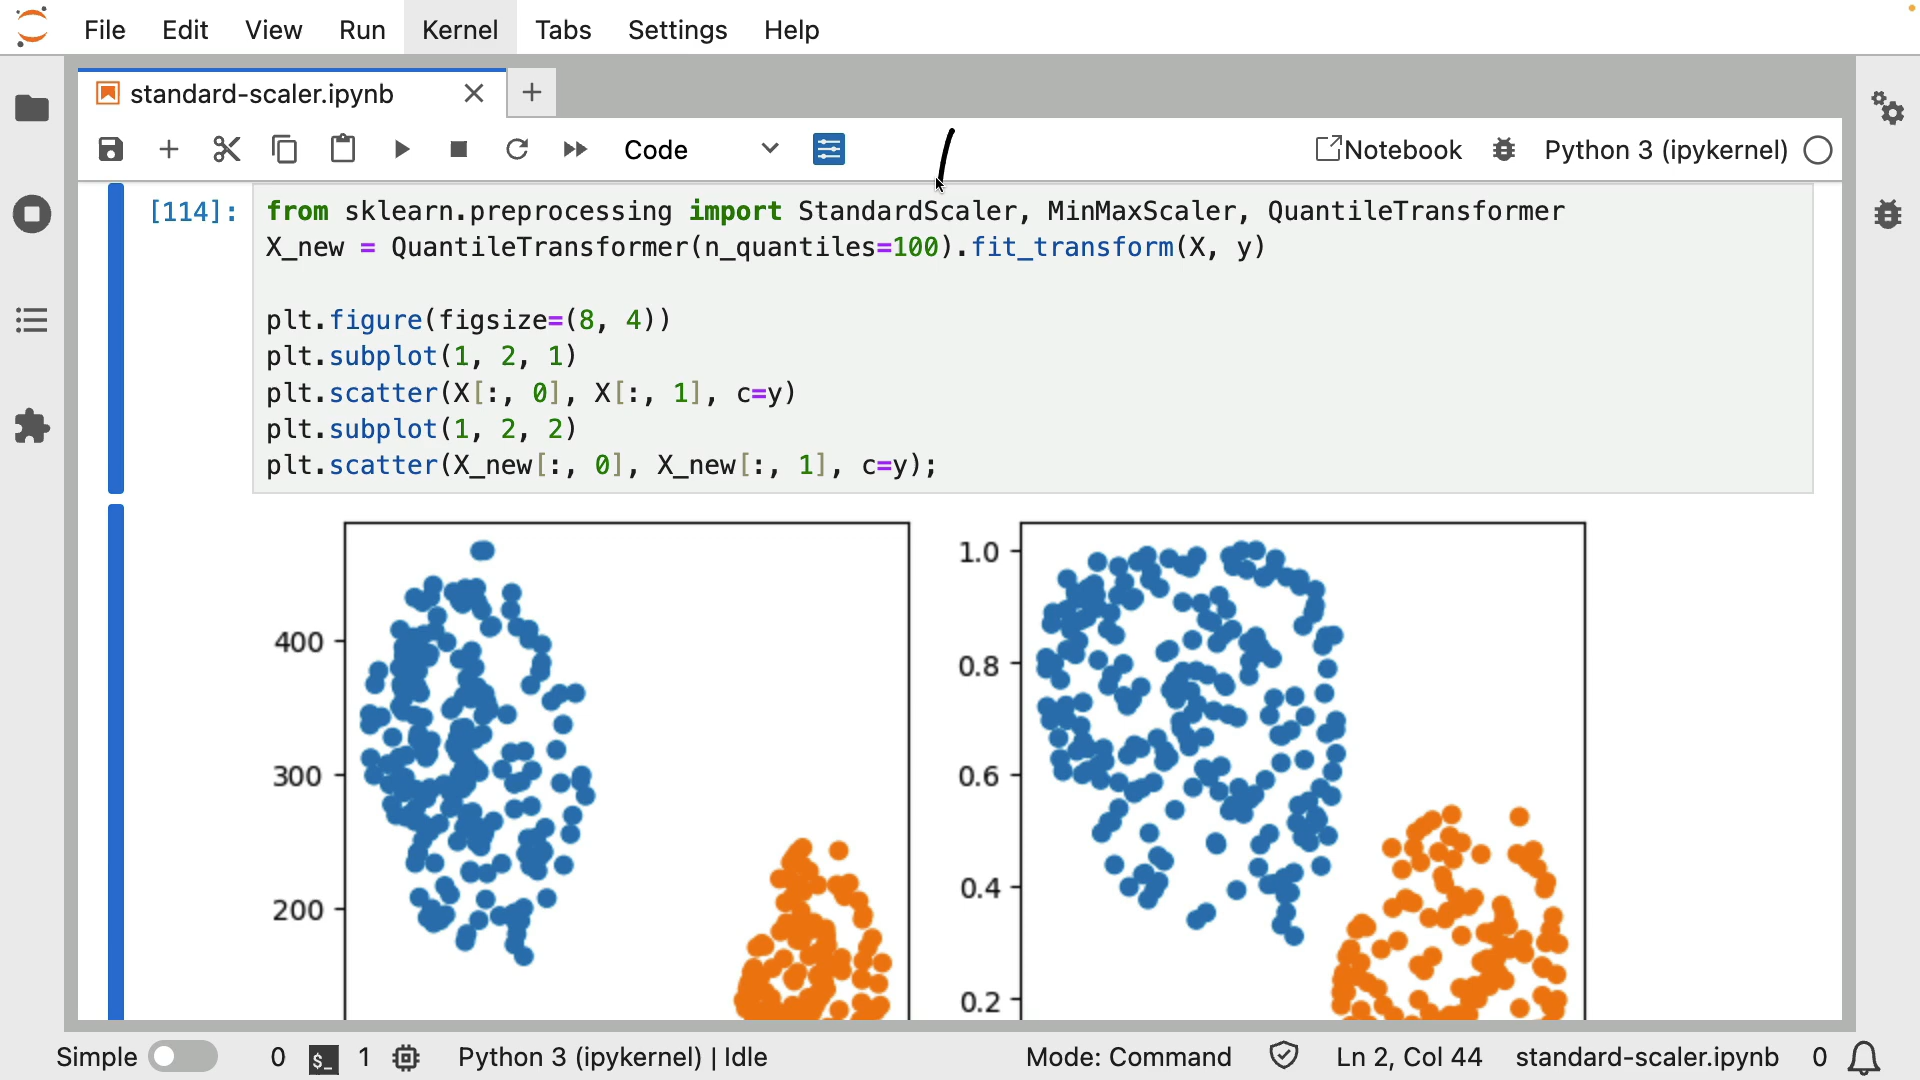 File Edit View Run Kernel Tabs Settings Help
standard-scaler.ipynb
Code Notebook Python 3 (ipykernel)
[114]: from sklearn.preprocessing import StandardScaler, MinMaxScaler, QuantileTransformer
X_new = QuantileTransformer(n_quantiles=100).fit_transform(X, y)
plt.figure(figsize=(8, 4))
plt.subplot(1, 2, 1)
plt.scatter(X[:, 0], X[:, 1], c=y)
plt.subplot(1, 2, 2)
plt.scatter(X_new[:, 0], X_new[:, 1], c=y);
400
300
200
1.0
0.8
0.6
0.4
0.2
Simple 0 $_ 1 Python 3 (ipykernel) | Idle Mode: Command Ln 2, Col 44 standard-scaler.ipynb 0